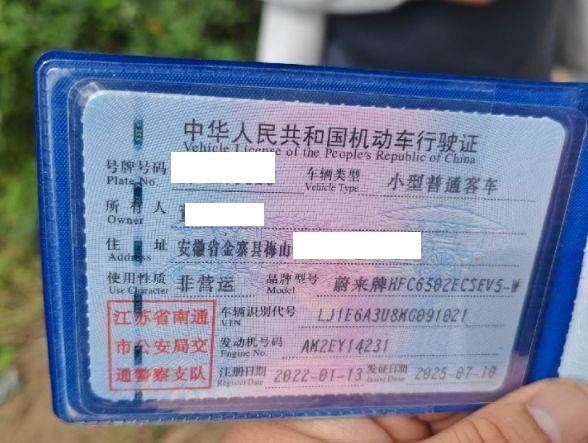 中华人民共和国机动车行驶证
Vehicle License of the People's Republic of China
号牌号码 车辆类型 小型普通客车
Plate No. Vehicle Type
所有人
Owner
住址 安徽省金寨县梅山
Address
使用性质 非营运 品牌型号 蔚来牌HFC6502ECSEV5-W
Use Character Model
江苏省南通 车辆识别代号 LJ1E6A3U8MG091021
VIN
市公安局交 发动机号码 AM2EY14231
Engine No.
通警察支队 注册日期 2022-01-13 发证日期 2025-07-10
Register Date Issue Date